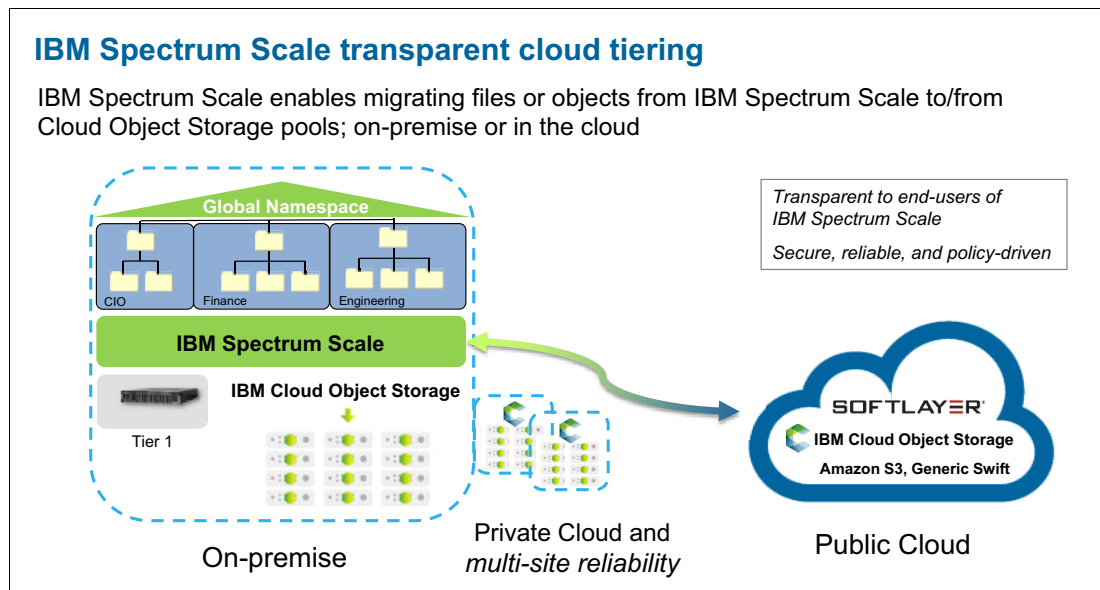 IBM Spectrum Scale transparent cloud tiering
IBM Spectrum Scale enables migrating files or objects from IBM Spectrum Scale to/from
Cloud Object Storage pools; on-premise or in the cloud
Global Namespace
CIO
Finance
Engineering
Transparent to end-users of
IBM Spectrum Scale
Secure, reliable, and policy-driven
IBM Spectrum Scale
Tier 1
IBM Cloud Object Storage
SOFTLAYER®
IBM Cloud Object Storage
Amazon S3, Generic Swift
On-premise
Private Cloud and
multi-site reliability
Public Cloud